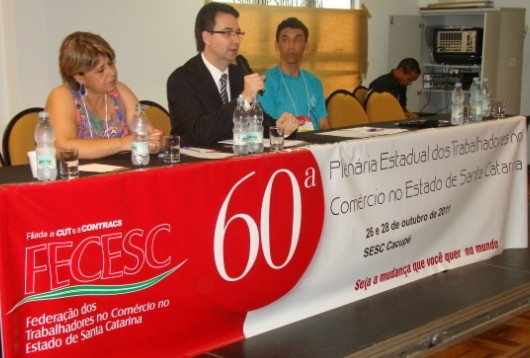 Filiada a CUT e a CONTRACS
FECESC
Federação dos
Trabalhadores no Comércio no
Estado de Santa Catarina
60ª
Plenária Estadual dos Trabalhadores no
Comércio no Estado de Santa Catarina
26 e 28 de outubro de 2011
SESC Cacupé
Seja a mudança que você quer no mundo